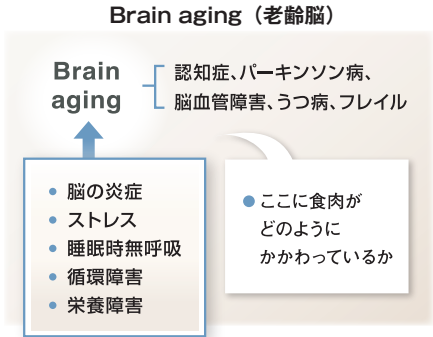 Brain aging（老齢脳）
Brain
aging
認知症、パーキンソン病、
脳血管障害、うつ病、フレイル
● 脳の炎症
● ストレス
● 睡眠時無呼吸
● 循環障害
● 栄養障害
● ここに食肉が
どのように
かかわっているか